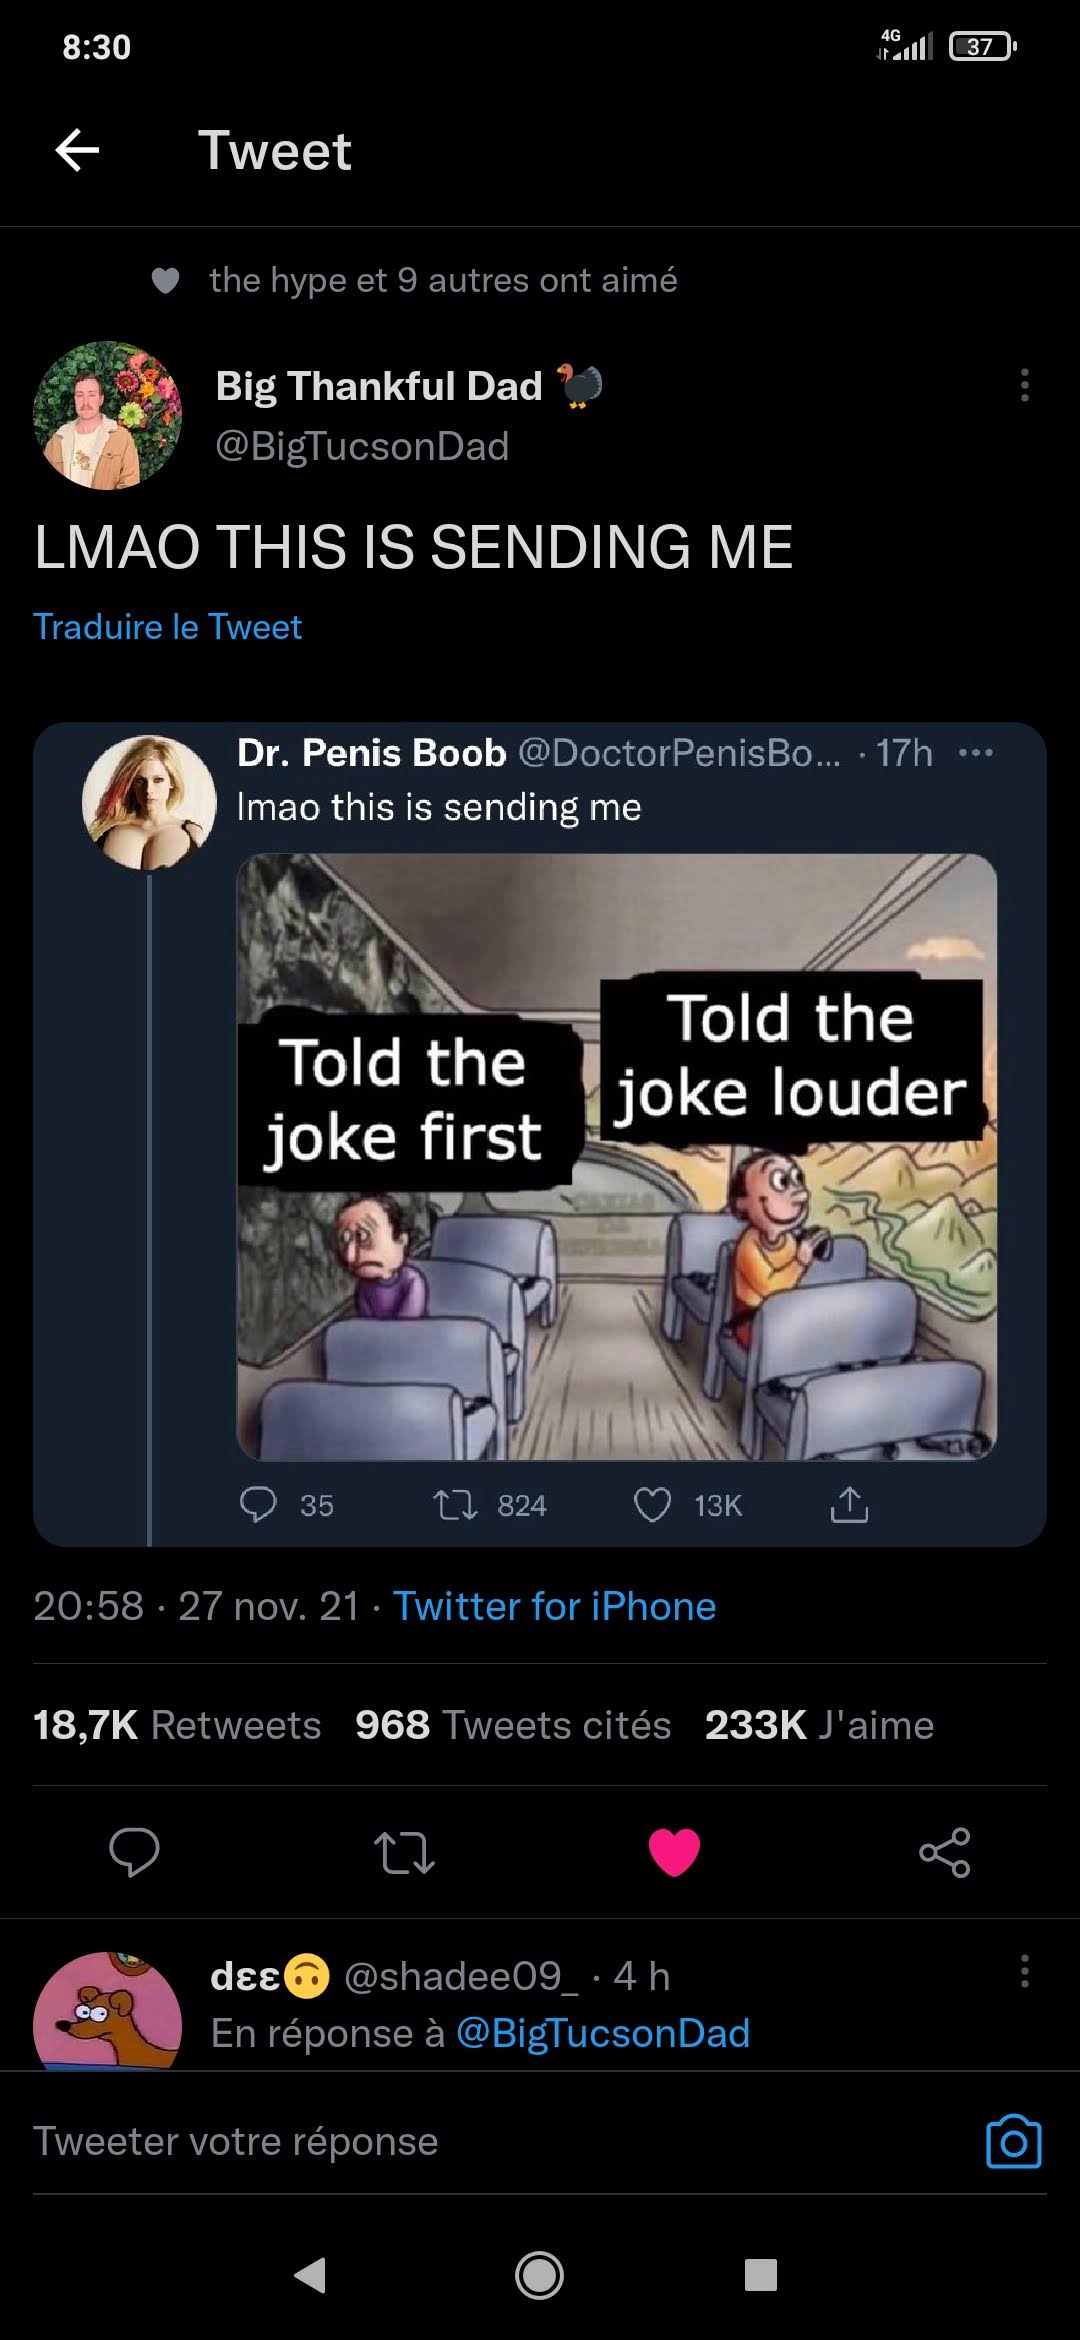 8:30
4G
37
Tweet
the hype et 9 autres ont aimé
Big Thankful Dad 🦃
@BigTucsonDad
LMAO THIS IS SENDING ME
Traduire le Tweet
Dr. Penis Boob @DoctorPenisBo... · 17h
lmao this is sending me
Told the
joke first
Told the
joke louder
35 824 13K
20:58 · 27 nov. 21 · Twitter for iPhone
18,7K Retweets 968 Tweets cités 233K J'aime
dεε🙃 @shadee09_ · 4 h
En réponse à @BigTucsonDad
Tweeter votre réponse